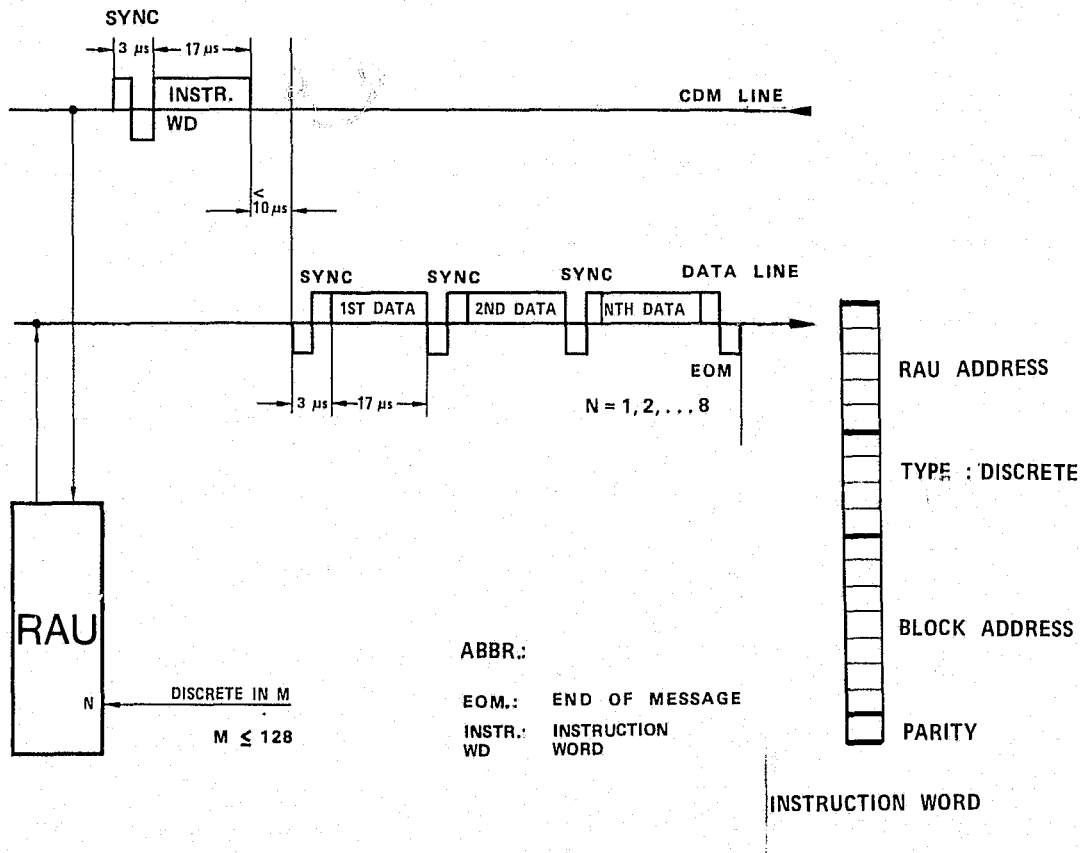 SYNC
3 µs 17 µs
INSTR.
WD
CDM LINE
≤
10 µs
SYNC SYNC SYNC DATA LINE
1ST DATA 2ND DATA NTH DATA
EOM
3 µs 17 µs
N = 1, 2, ... 8
RAU ADDRESS
TYPE : DISCRETE
BLOCK ADDRESS
PARITY
INSTRUCTION WORD
RAU
N
DISCRETE IN M
M ≤ 128
ABBR.:
EOM.: END OF MESSAGE
INSTR.: INSTRUCTION
WD WORD